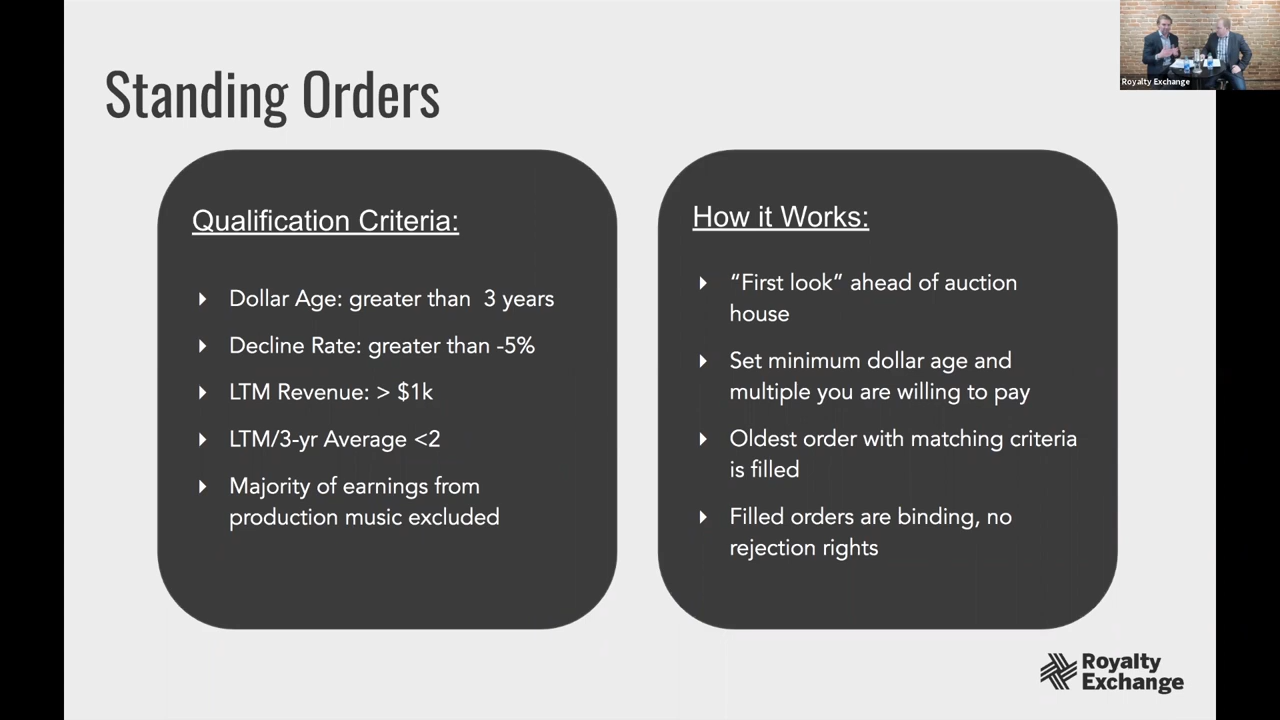 Standing Orders
Royalty Exchange
Qualification Criteria:
Dollar Age: greater than 3 years
Decline Rate: greater than -5%
LTM Revenue: > $1k
LTM/3-yr Average <2
Majority of earnings from
production music excluded
How it Works:
“First look” ahead of auction
house
Set minimum dollar age and
multiple you are willing to pay
Oldest order with matching criteria
is filled
Filled orders are binding, no
rejection rights
Royalty
Exchange